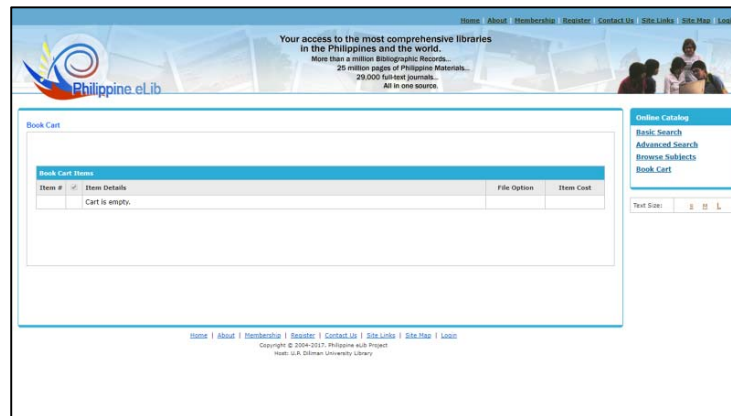 Home | About | Membership | Register | Contact Us | Site Links | Site Map | Login
Your access to the most comprehensive libraries
in the Philippines and the world.
More than a million Bibliographic Records...
25 million pages of Philippine Materials...
29,000 full-text journals...
All in one source.
Philippine eLib
Book Cart
Book Cart Items
Item # Item Details File Option Item Cost
Cart is empty.
Online Catalog
Basic Search
Advanced Search
Browse Subjects
Book Cart
Text Size: S M L
Home | About | Membership | Register | Contact Us | Site Links | Site Map | Login
Copyright © 2004-2017. Philippine eLib Project
Host: U.P. Diliman University Library